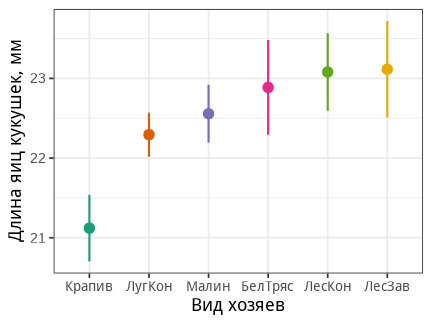 Длина яиц кукушек, мм
23
22
21
Крапив ЛугКон Малин БелТряс ЛесКон ЛесЗав
Вид хозяев